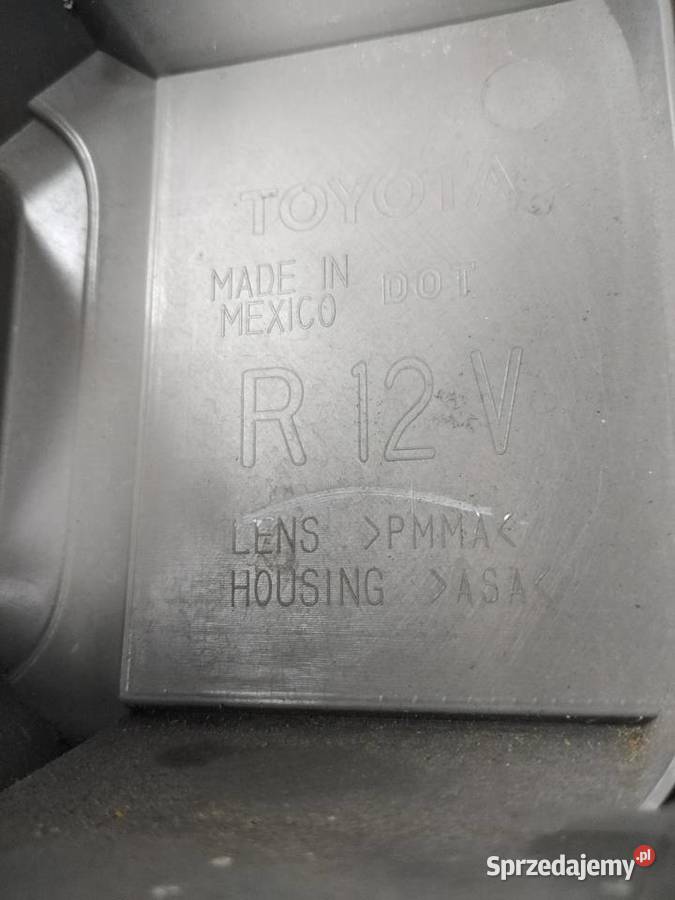 TOYOTA
MADE IN
MEXICO
DOT
R 12 V
LENS >PMMA<
HOUSING >ASA<
Sprzedajemy.pl